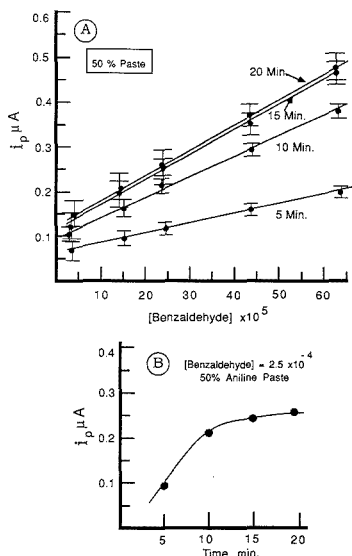 A
50 % Paste
0.6
0.5
0.4
0.3
0.2
0.1
i p µA
20 Min.
15 Min.
10 Min.
5 Min.
10 20 30 40 50 60
[Benzaldehyde] x10 5
B
[Benzaldehyde] = 2.5 x10 -4
50% Aniline Paste
0.4
0.3
0.2
0.1
i p µA
5 10 15 20
Time, min.